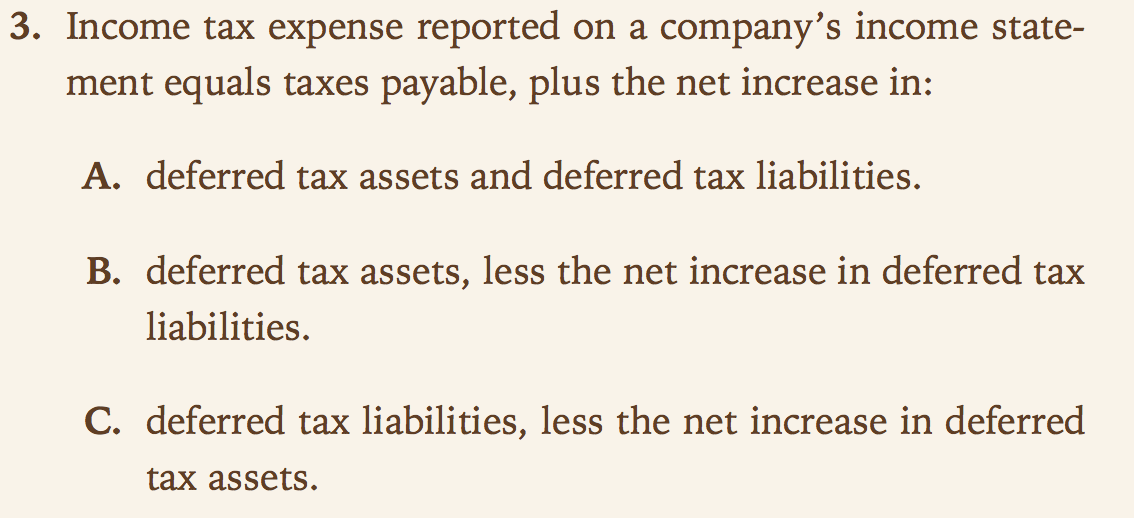 3. Income tax expense reported on a company’s income state-
ment equals taxes payable, plus the net increase in:
A. deferred tax assets and deferred tax liabilities.
B. deferred tax assets, less the net increase in deferred tax
liabilities.
C. deferred tax liabilities, less the net increase in deferred
tax assets.